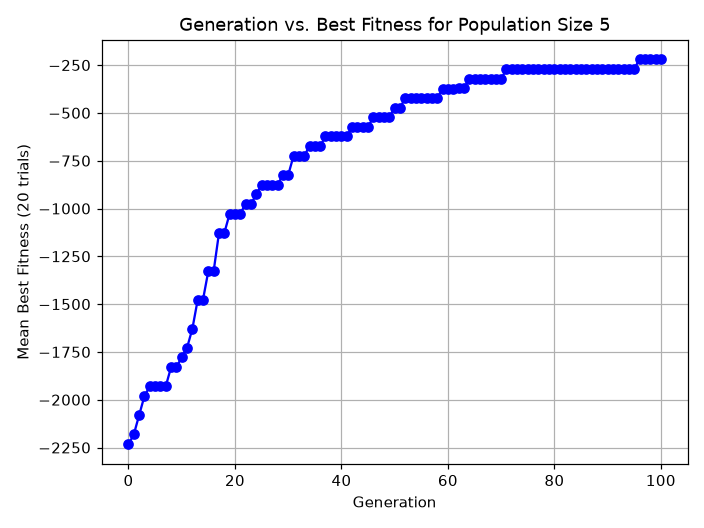 Generation vs. Best Fitness for Population Size 5
Mean Best Fitness (20 trials)
−250
−500
−750
−1000
−1250
−1500
−1750
−2000
−2250
0 20 40 60 80 100
Generation